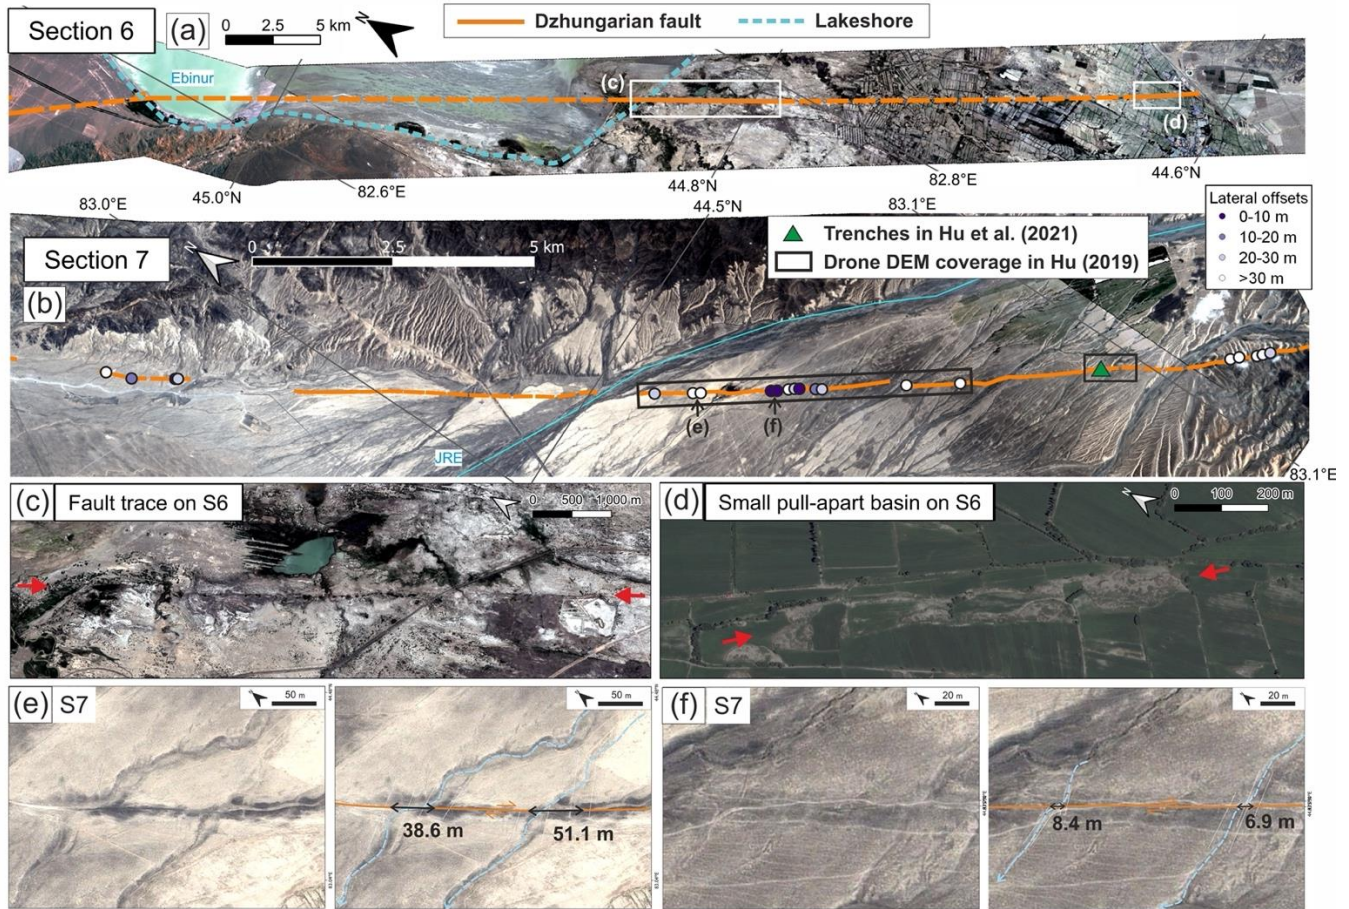 Section 6
(a)
0 2.5 5 km
N
Dzhungarian fault
Lakeshore
Ebinur
(c)
(d)
82.6°E
45.0°N
44.8°N
82.8°E
44.6°N
83.0°E
44.5°N
83.1°E
Section 7
(b)
N
0 2.5 5 km
Trenches in Hu et al. (2021)
Drone DEM coverage in Hu (2019)
Lateral offsets
0-10 m
10-20 m
20-30 m
>30 m
(e)
(f)
JRE
83.1°E
(c)
Fault trace on S6
N
0 500 1,000 m
(d)
Small pull-apart basin on S6
N
0 100 200 m
(e)
S7
N
50 m
N
50 m
38.6 m
51.1 m
(f)
S7
N
20 m
N
20 m
8.4 m
6.9 m